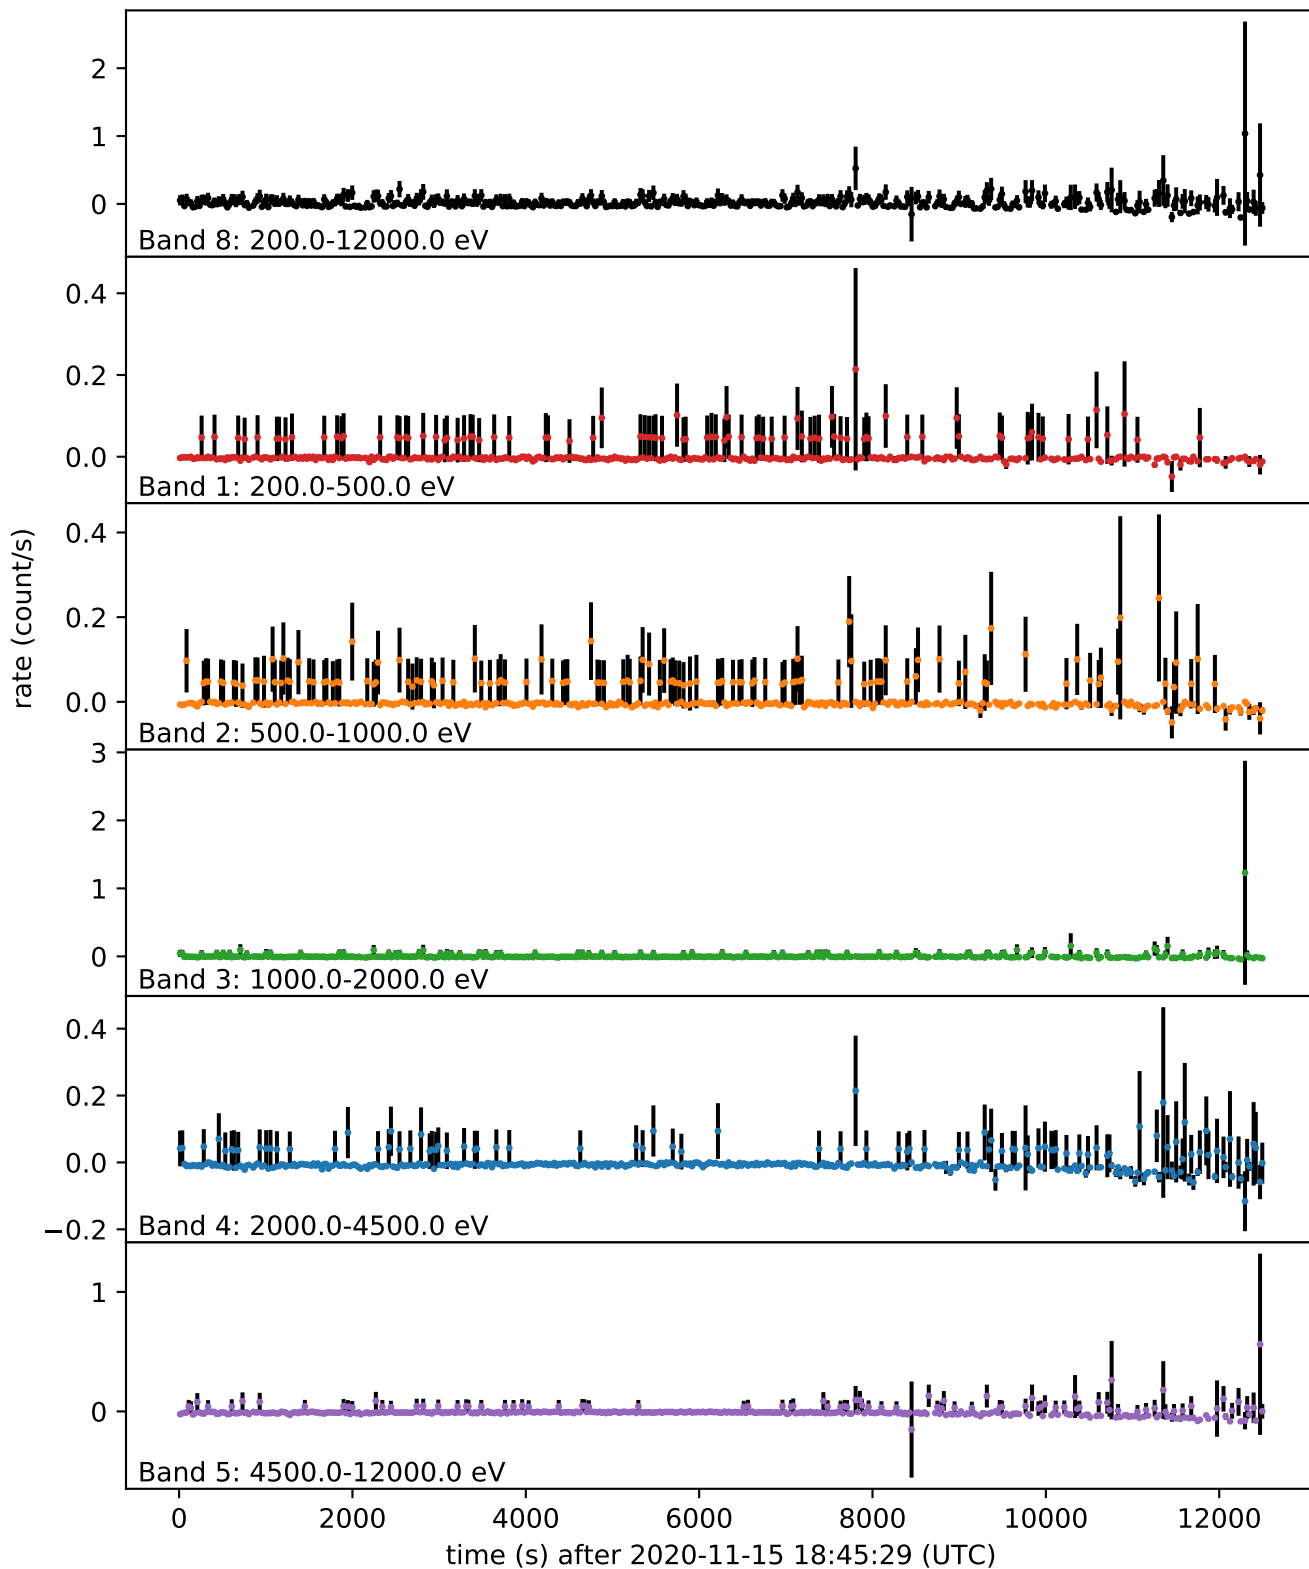 2
1
0
Band 8: 200.0-12000.0 eV
0.4
0.2
0.0
Band 1: 200.0-500.0 eV
rate (count/s)
0.4
0.2
0.0
Band 2: 500.0-1000.0 eV
3
2
1
0
Band 3: 1000.0-2000.0 eV
0.4
0.2
0.0
−0.2
Band 4: 2000.0-4500.0 eV
1
0
Band 5: 4500.0-12000.0 eV
0 2000 4000 6000 8000 10000 12000
time (s) after 2020-11-15 18:45:29 (UTC)